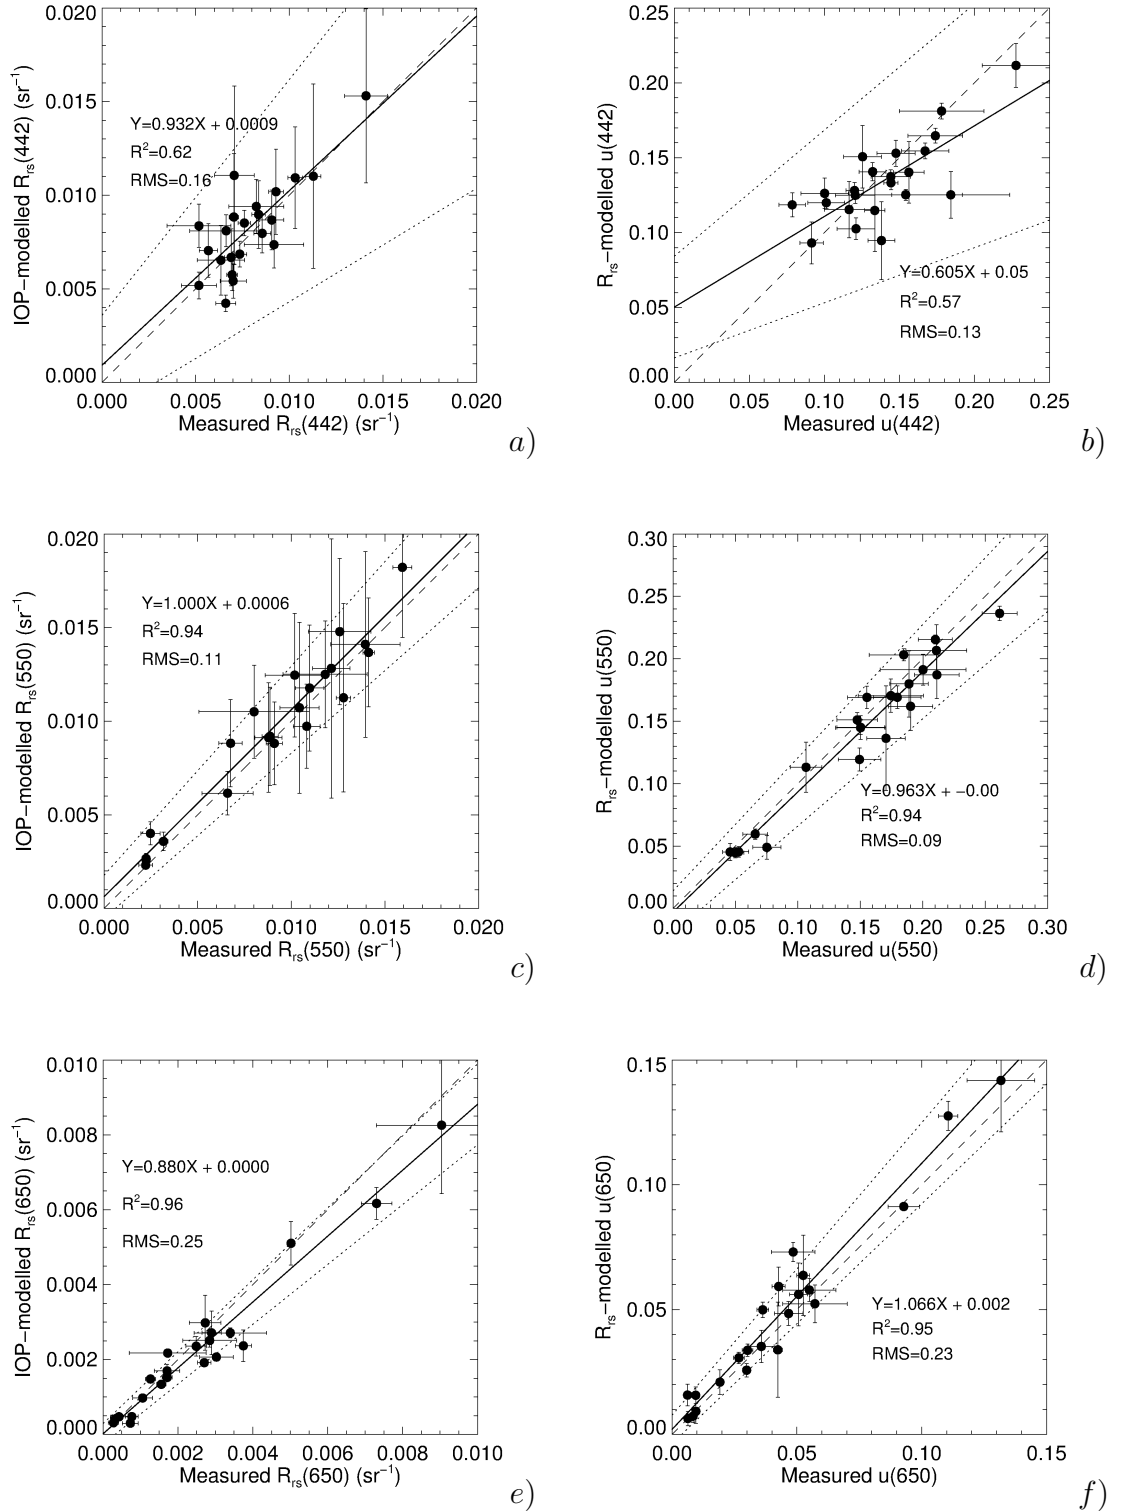 0.020
0.015
0.010
0.005
0.000
IOP−modelled R_rs(442) (sr⁻¹)
Y=0.932X + 0.0009
R²=0.62
RMS=0.16
0.000 0.005 0.010 0.015 0.020
Measured R_rs(442) (sr⁻¹)
a)
0.25
0.20
0.15
0.10
0.05
0.00
R_rs−modelled u(442)
Y=0.605X + 0.05
R²=0.57
RMS=0.13
0.00 0.05 0.10 0.15 0.20 0.25
Measured u(442)
b)
0.020
0.015
0.010
0.005
0.000
IOP−modelled R_rs(550) (sr⁻¹)
Y=1.000X + 0.0006
R²=0.94
RMS=0.11
0.000 0.005 0.010 0.015 0.020
Measured R_rs(550) (sr⁻¹)
c)
0.30
0.25
0.20
0.15
0.10
0.05
0.00
R_rs−modelled u(550)
Y=0.963X + −0.00
R²=0.94
RMS=0.09
0.00 0.05 0.10 0.15 0.20 0.25 0.30
Measured u(550)
d)
0.010
0.008
0.006
0.004
0.002
0.000
IOP−modelled R_rs(650) (sr⁻¹)
Y=0.880X + 0.0000
R²=0.96
RMS=0.25
0.000 0.002 0.004 0.006 0.008 0.010
Measured R_rs(650) (sr⁻¹)
e)
0.15
0.10
0.05
0.00
R_rs−modelled u(650)
Y=1.066X + 0.002
R²=0.95
RMS=0.23
0.00 0.05 0.10 0.15
Measured u(650)
f)